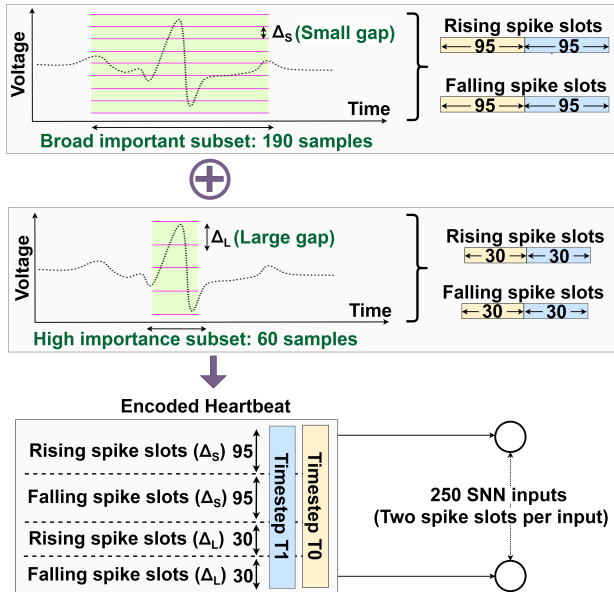 Voltage
ΔS (Small gap)
Time
Broad important subset: 190 samples
Rising spike slots
95 95
Falling spike slots
95 95
Voltage
ΔL (Large gap)
Time
High importance subset: 60 samples
Rising spike slots
30 30
Falling spike slots
30 30
Encoded Heartbeat
Rising spike slots (ΔS) 95
Falling spike slots (ΔS) 95
Rising spike slots (ΔL) 30
Falling spike slots (ΔL) 30
Timestep T1
Timestep T0
250 SNN inputs
(Two spike slots per input)